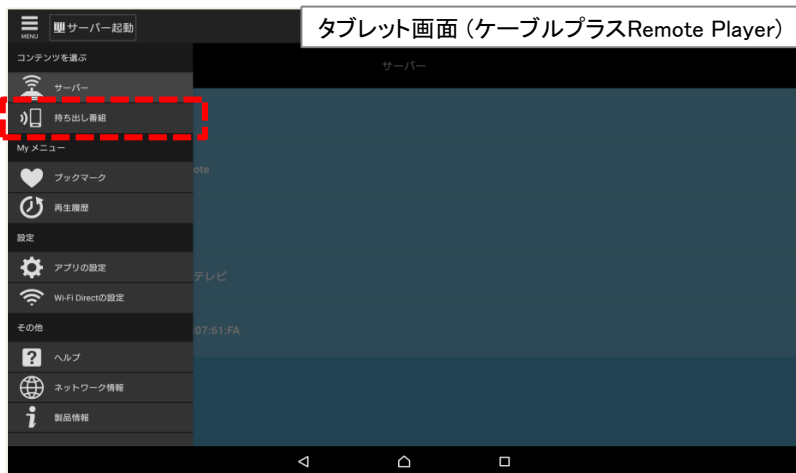 タブレット画面 (ケーブルプラスRemote Player)
MENU
サーバー起動
コンテンツを選ぶ
サーバー
サーバー
持ち出し番組
My メニュー
ote
ブックマーク
再生履歴
設定
アプリの設定
テレビ
Wi-Fi Directの設定
その他
:07:61:FA
ヘルプ
ネットワーク情報
製品情報